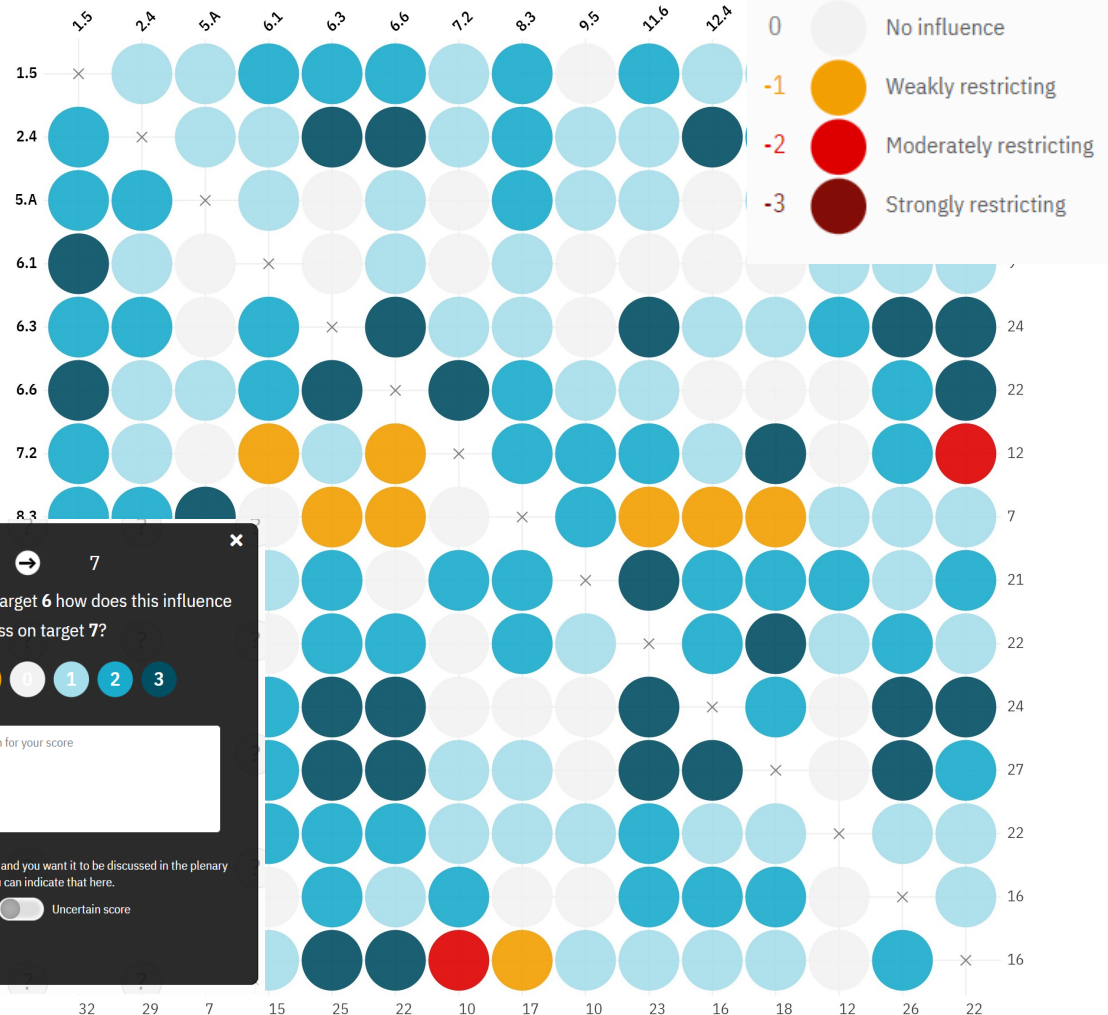 1.5 2.4 5.A 6.1 6.3 6.6 7.2 8.3 9.5 11.6 12.4
0 No influence
-1 Weakly restricting
-2 Moderately restricting
-3 Strongly restricting
1.5
2.4
5.A
6.1
6.3 24
6.6 22
7.2 12
8.3 7
→ 7
21
arget 6 how does this influence
ss on target 7?
22
0 1 2 3
24
n for your score
27
22
and you want it to be discussed in the plenary
can indicate that here.
Uncertain score
16
16
32 29 7 15 25 22 10 17 10 23 16 18 12 26 22